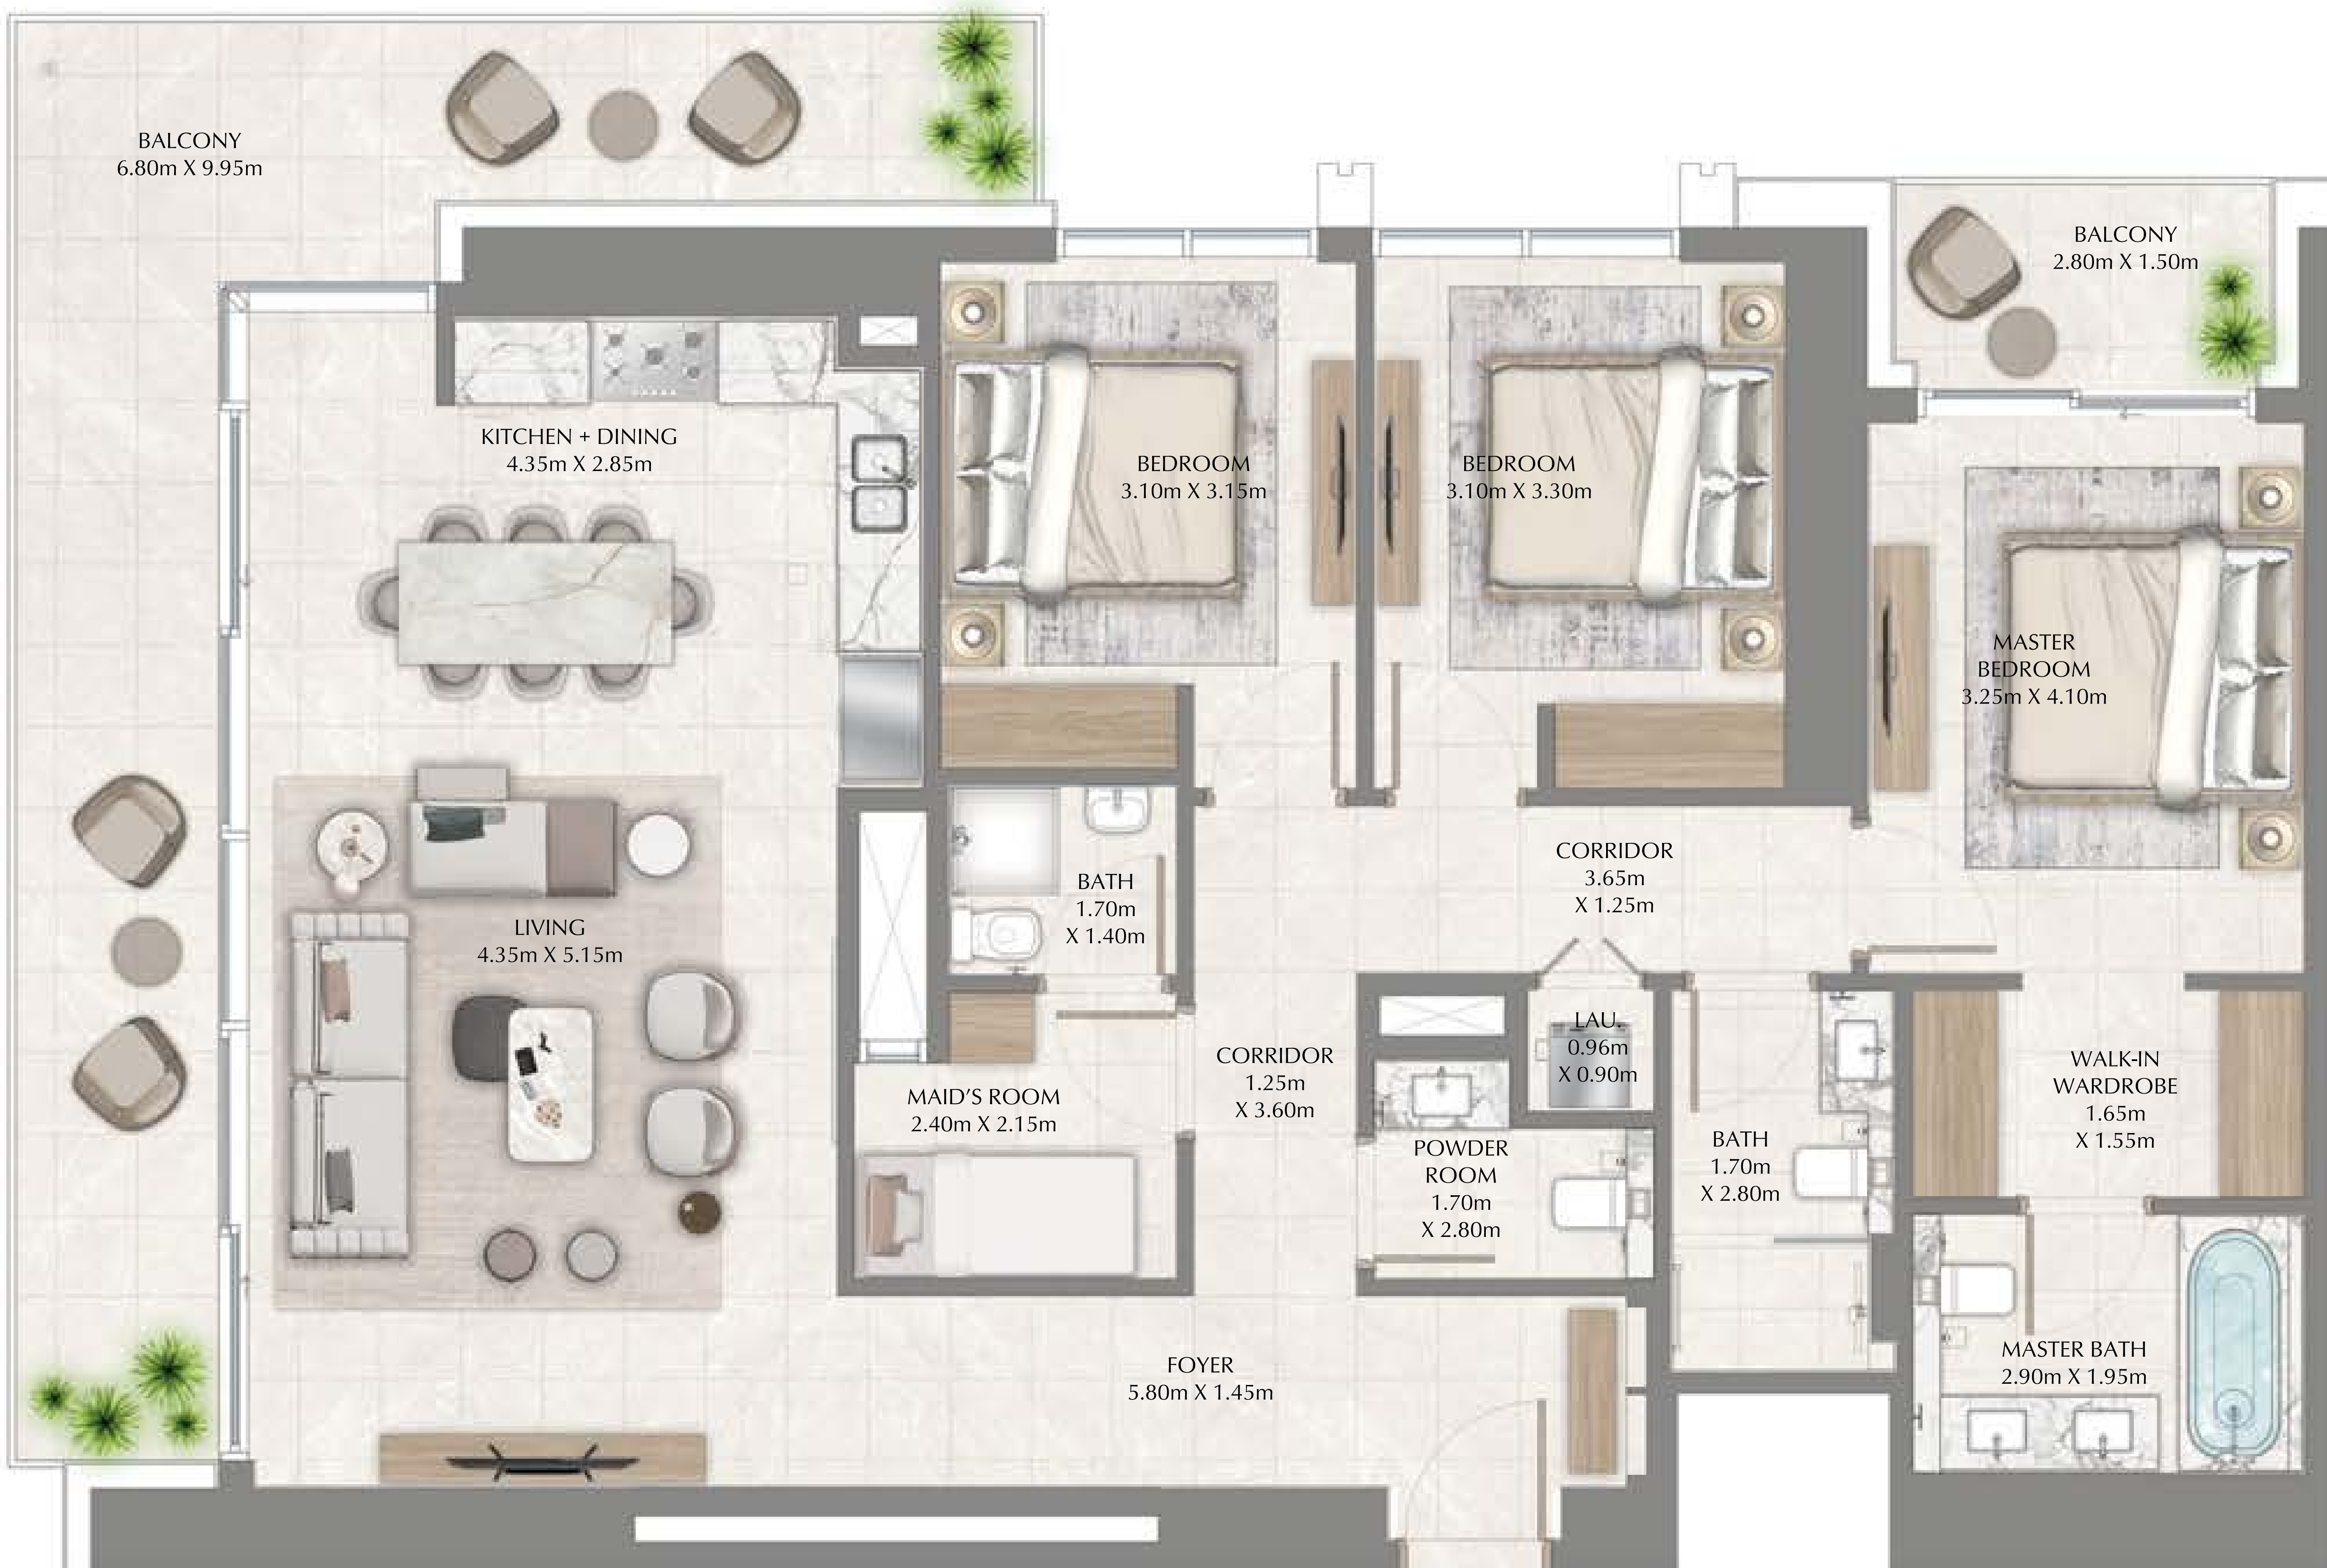 BALCONY
6.80m X 9.95m
BALCONY
2.80m X 1.50m
KITCHEN + DINING
4.35m X 2.85m
BEDROOM
3.10m X 3.15m
BEDROOM
3.10m X 3.30m
MASTER
BEDROOM
3.25m X 4.10m
LIVING
4.35m X 5.15m
BATH
1.70m
X 1.40m
CORRIDOR
3.65m
X 1.25m
MAID’S ROOM
2.40m X 2.15m
CORRIDOR
1.25m
X 3.60m
LAU.
0.96m
X 0.90m
POWDER
ROOM
1.70m
X 2.80m
BATH
1.70m
X 2.80m
WALK-IN
WARDROBE
1.65m
X 1.55m
FOYER
5.80m X 1.45m
MASTER BATH
2.90m X 1.95m